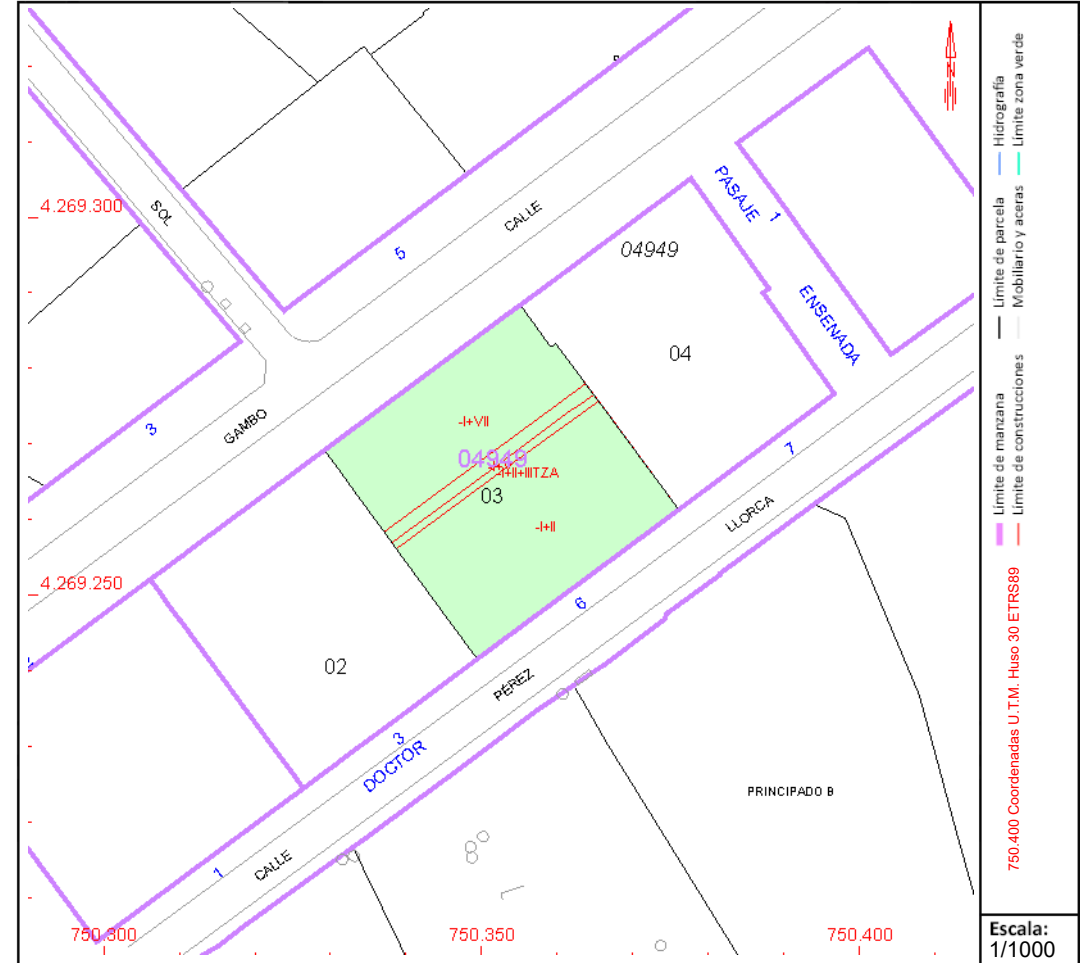 4.269.300
SOL
5
CALLE
PASAJE
1
04949
ENSENADA
04
3
GAMBO
-I+VII
04949
-I+II+IIITZA
03
-I+II
7
LLORCA
4.269.250
6
02
PÉREZ
3
DOCTOR
PRINCIPADO B
1
CALLE
750.300
750.350
750.400
N
Hidrografía
Límite zona verde
Límite de parcela
Mobiliario y aceras
Límite de manzana
Límite de construcciones
750.400 Coordenadas U.T.M. Huso 30 ETRS89
Escala:
1/1000